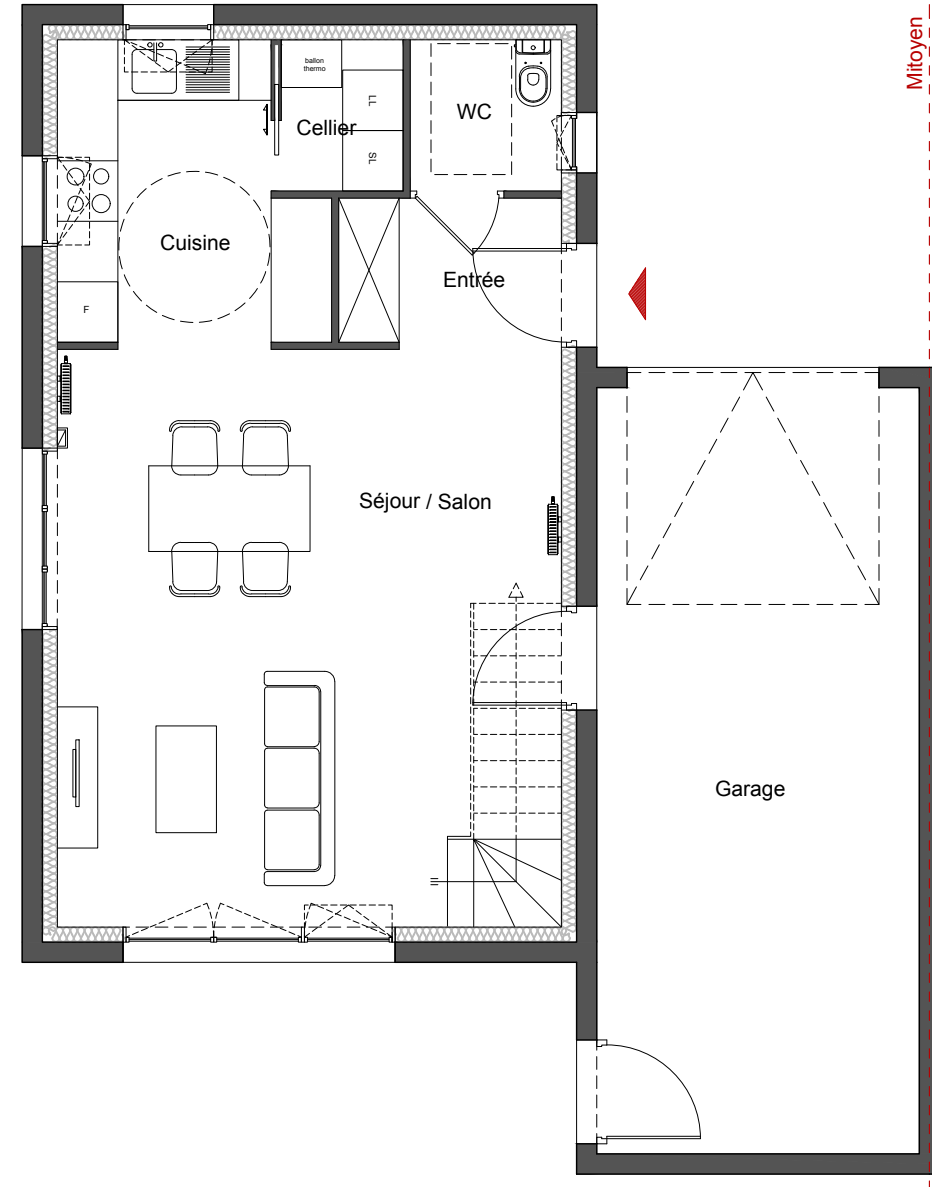 Mitoyen
ballon
thermo
LL
WC
Cellier
SL
Cuisine
Entrée
F
Séjour / Salon
Garage